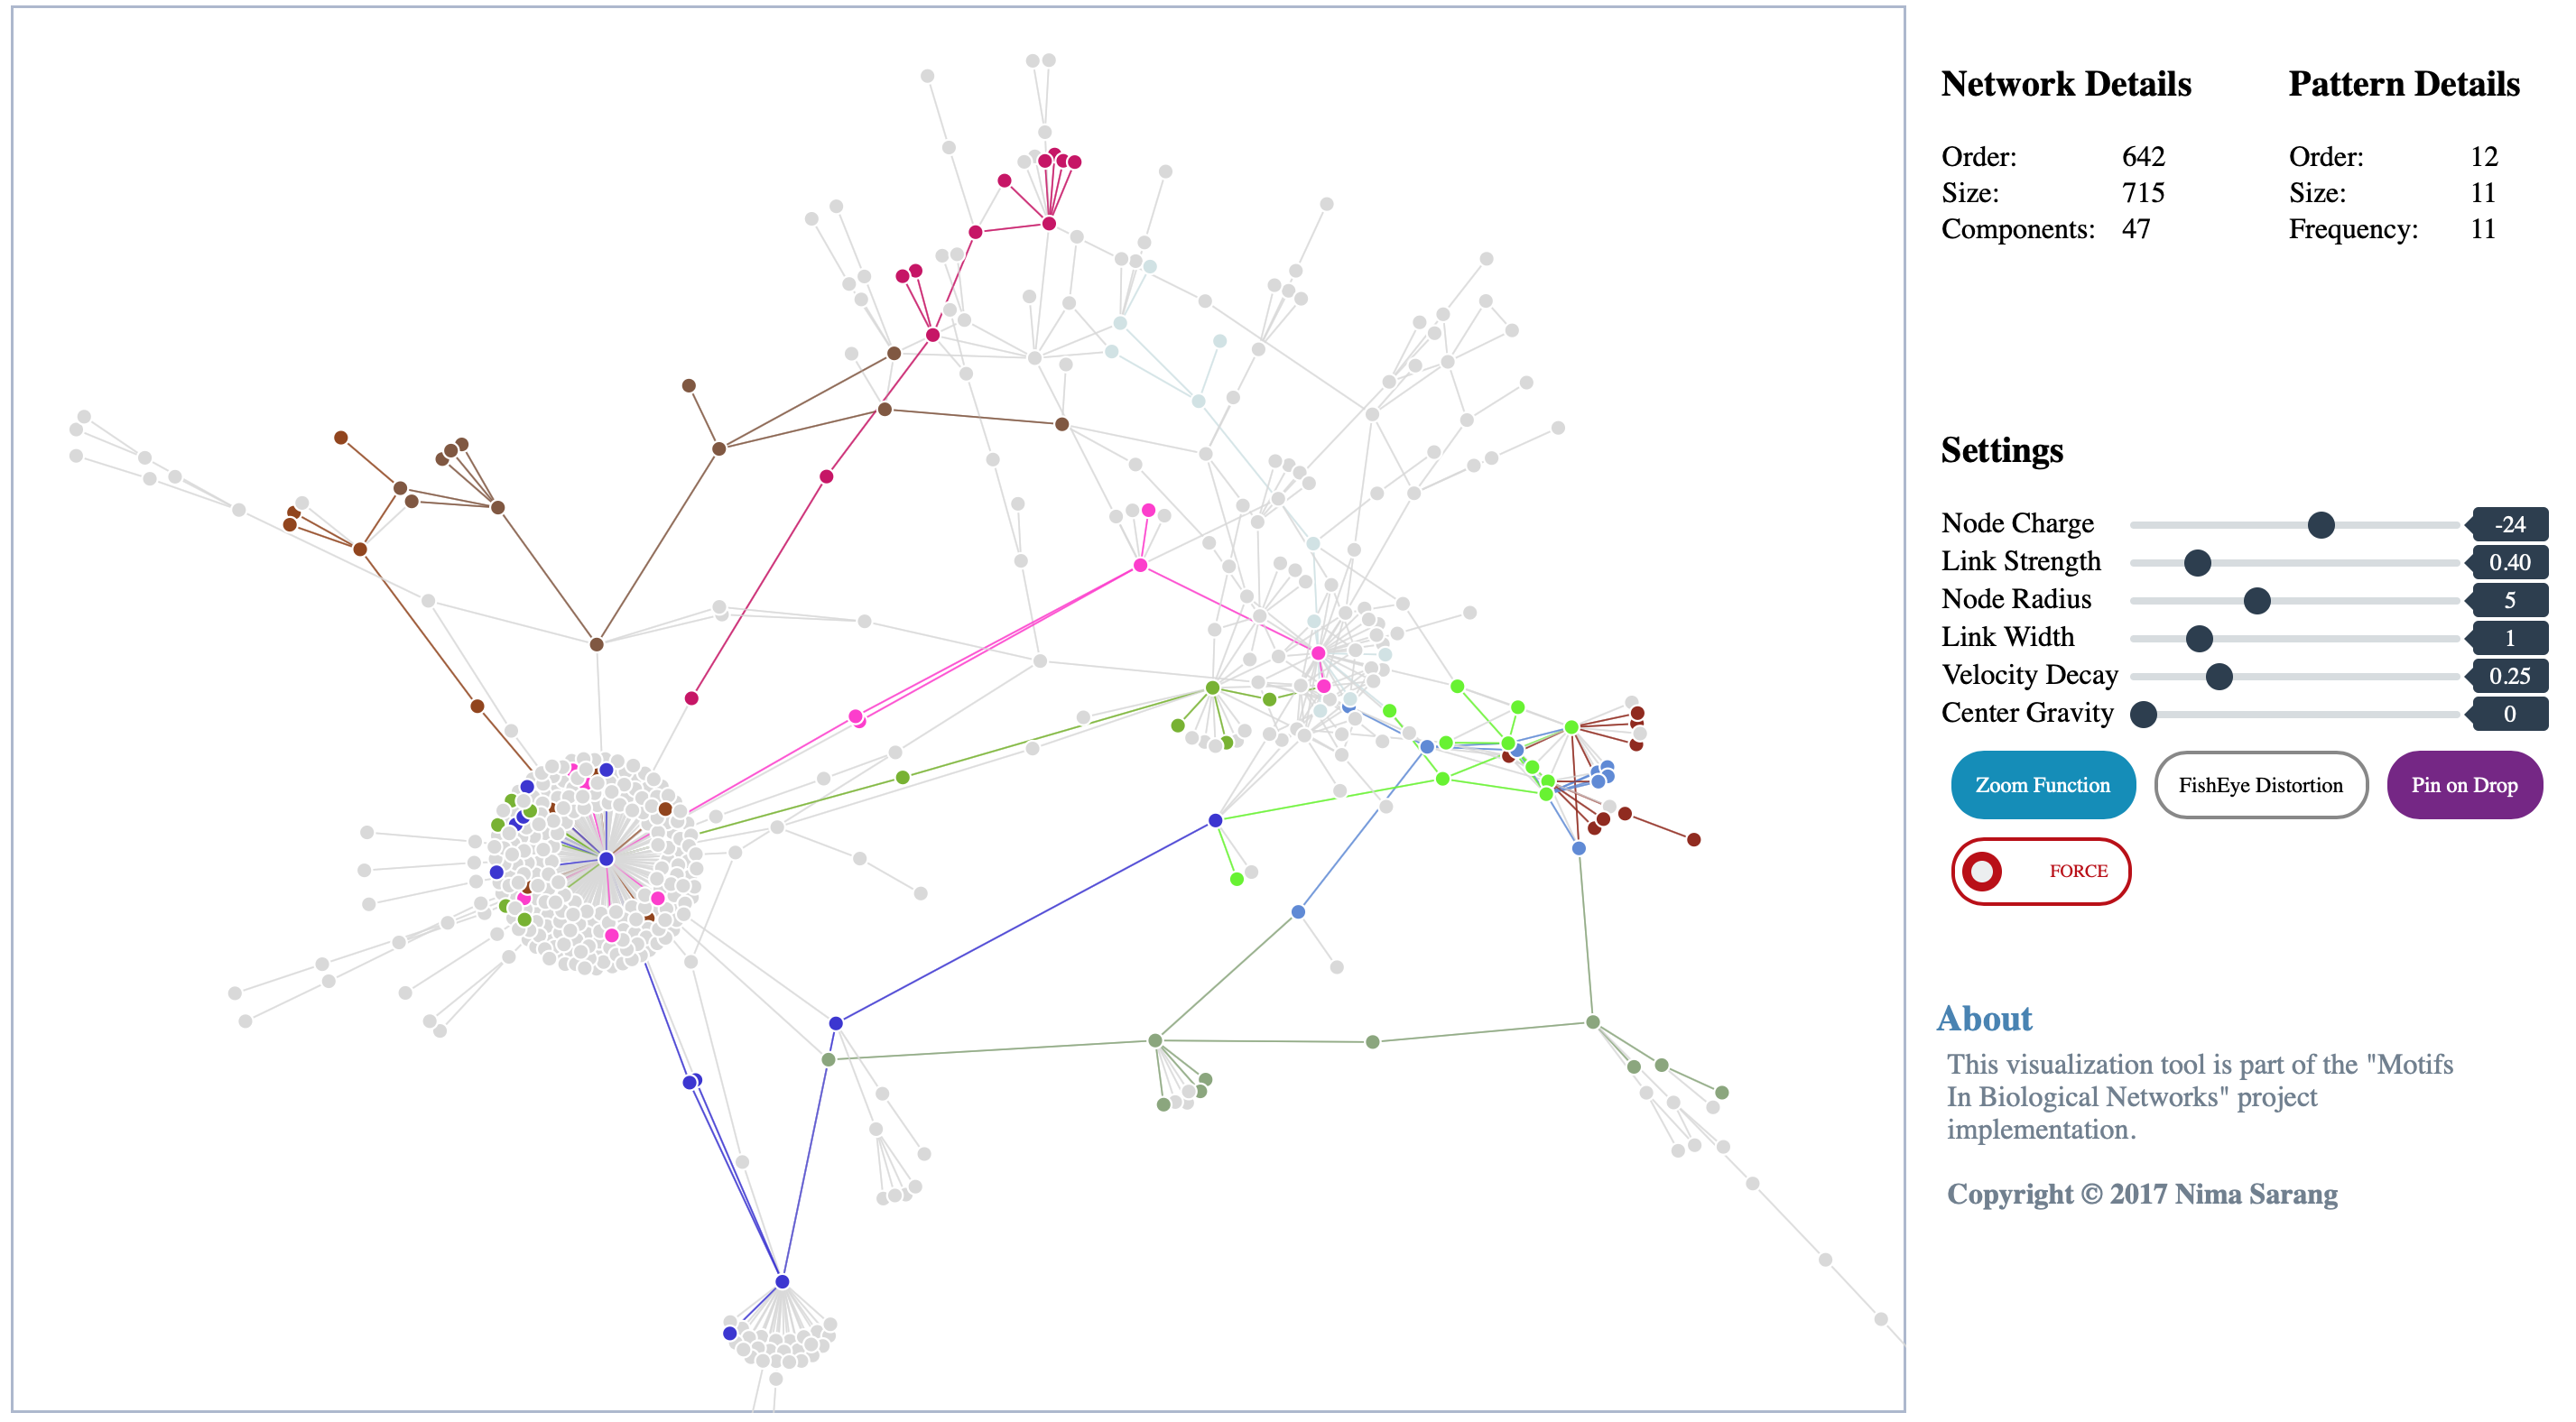 Network Details Pattern Details
Order: 642 Order: 12
Size: 715 Size: 11
Components: 47 Frequency: 11
Settings
Node Charge -24
Link Strength 0.40
Node Radius 5
Link Width 1
Velocity Decay 0.25
Center Gravity 0
Zoom Function FishEye Distortion Pin on Drop
FORCE
About
This visualization tool is part of the "Motifs
In Biological Networks" project
implementation.
Copyright © 2017 Nima Sarang